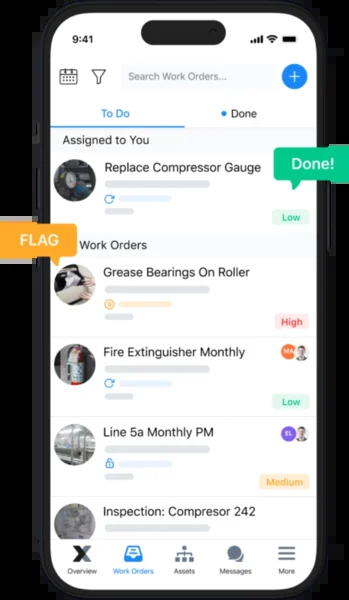 9:41
Search Work Orders...
To Do
Done
Assigned to You
Replace Compressor Gauge
Done!
Low
FLAG
Work Orders
Grease Bearings On Roller
High
Fire Extinguisher Monthly
MA
Low
Line 5a Monthly PM
EL
Medium
Inspection: Compresor 242
Overview Work Orders Assets Messages More